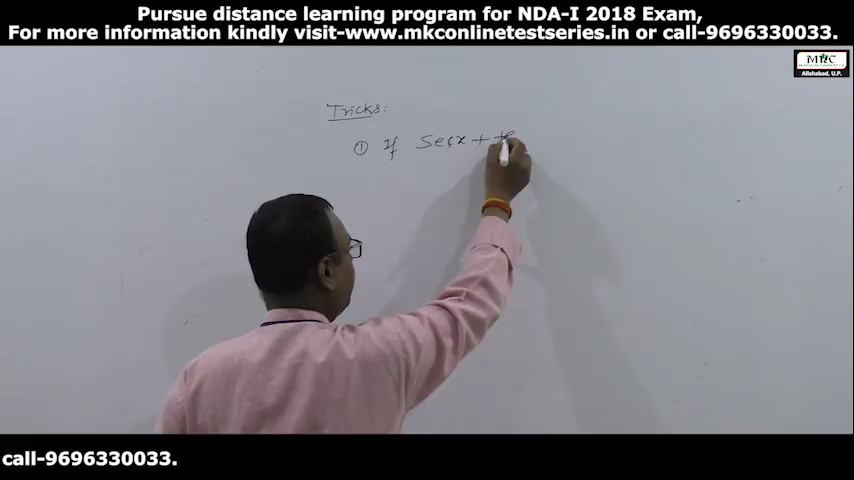 Pursue distance learning program for NDA-I 2018 Exam,
For more information kindly visit-www.mkconlinetestseries.in or call-9696330033.
MKC
Allahabad, U.P.
Tricks:
① If Secx + 
call-9696330033.